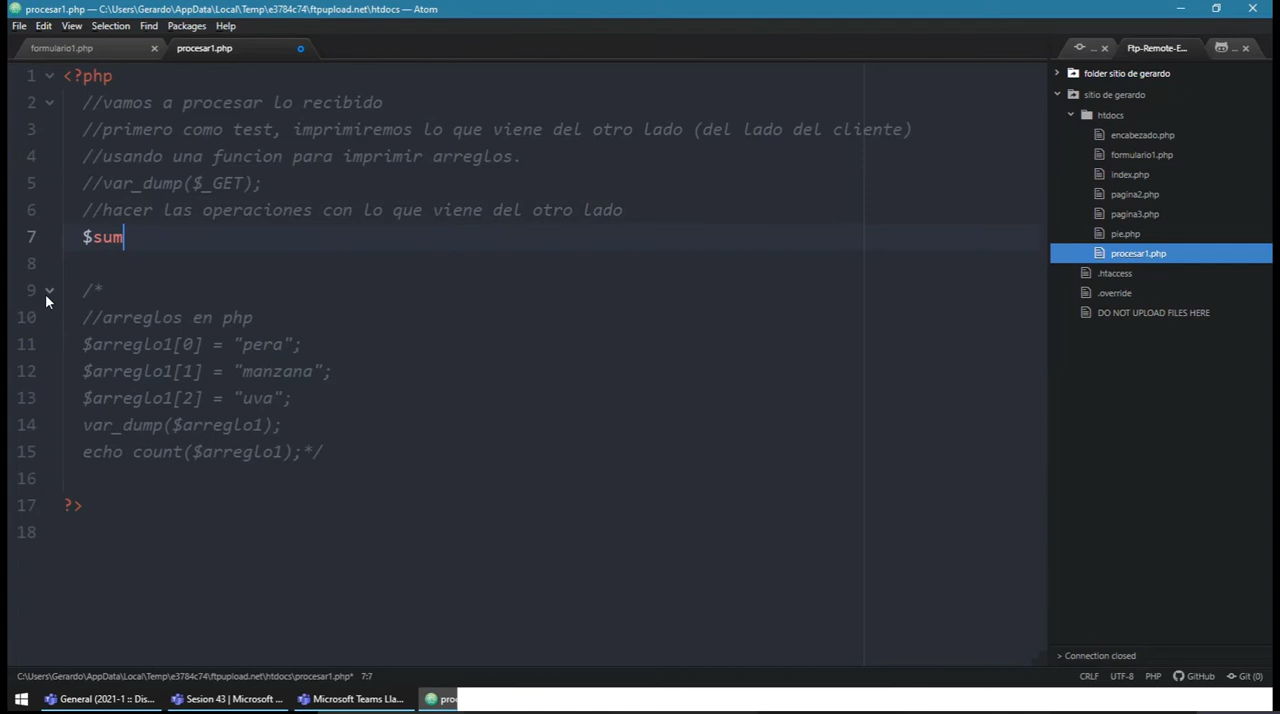 procesar1.php — C:\Users\Gerardo\AppData\Local\Temp\e3784c74\ftpupload.net\htdocs — Atom
File Edit View Selection Find Packages Help
formulario1.php procesar1.php ... Ftp-Remote-E... ...
1 <?php
2 //vamos a procesar lo recibido
3 //primero como test, imprimiremos lo que viene del otro lado (del lado del cliente)
4 //usando una funcion para imprimir arreglos.
5 //var_dump($_GET);
6 //hacer las operaciones con lo que viene del otro lado
7 $sum
8
9 /*
10 //arreglos en php
11 $arreglo1[0] = "pera";
12 $arreglo1[1] = "manzana";
13 $arreglo1[2] = "uva";
14 var_dump($arreglo1);
15 echo count($arreglo1);*/
16
17 ?>
18
folder sitio de gerardo
sitio de gerardo
htdocs
encabezado.php
formulario1.php
index.php
pagina2.php
pagina3.php
pie.php
procesar1.php
.htaccess
.override
DO NOT UPLOAD FILES HERE
> Connection closed
C:\Users\Gerardo\AppData\Local\Temp\e3784c74\ftpupload.net\htdocs\procesar1.php* 7:7 CRLF UTF-8 PHP GitHub Git (0)
General (2021-1 :: Dis... Sesion 43 | Microsoft ... Microsoft Teams Lla... proc